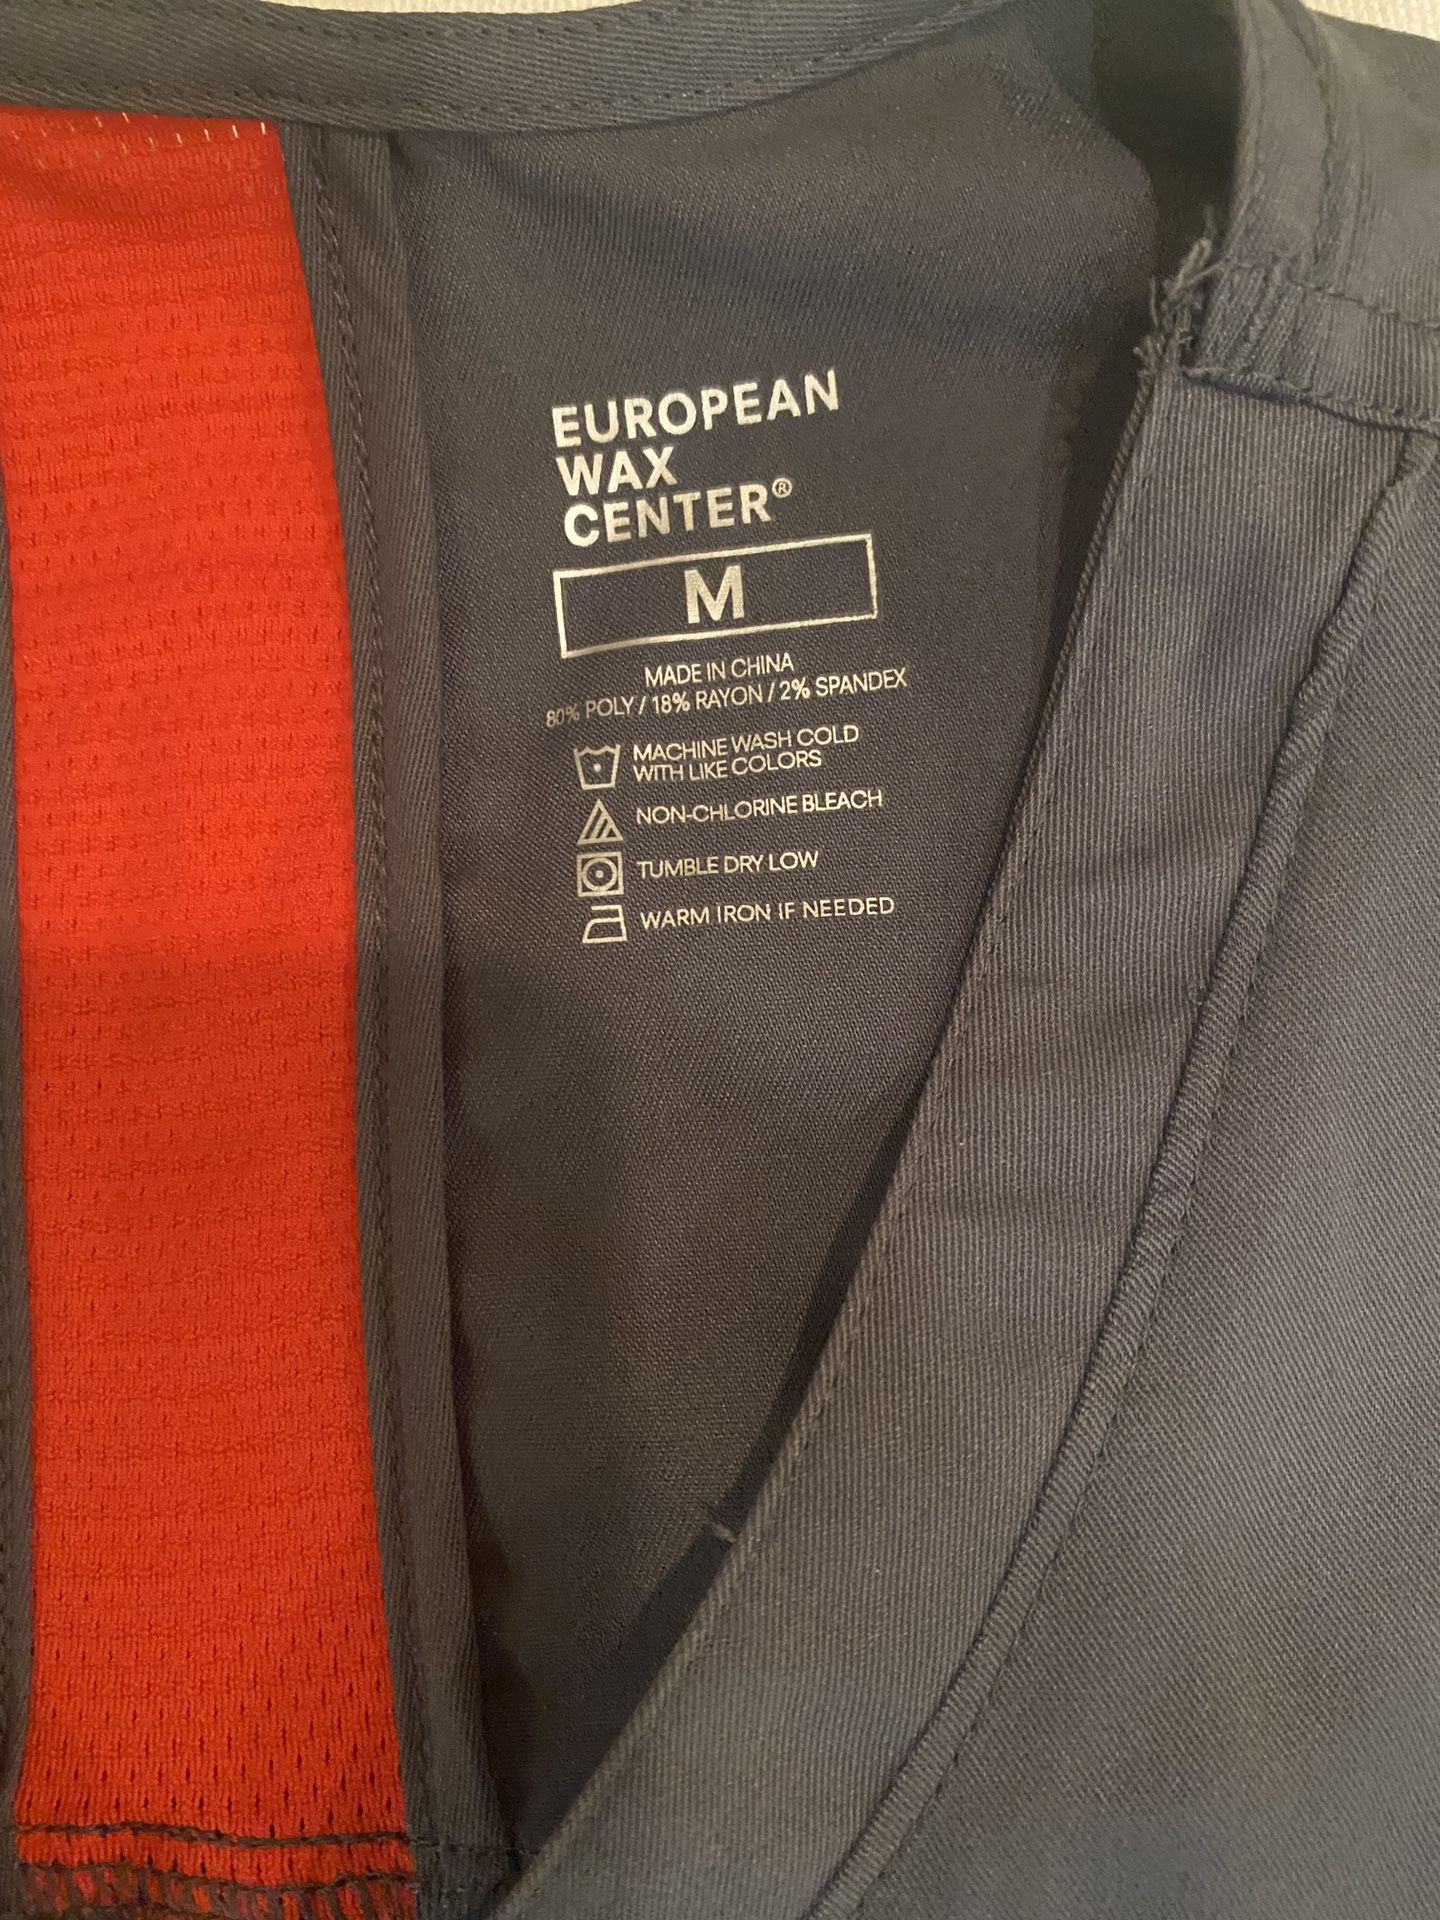 EUROPEAN
WAX
CENTER®
M
MADE IN CHINA
80% POLY / 18% RAYON / 2% SPANDEX
MACHINE WASH COLD
WITH LIKE COLORS
NON-CHLORINE BLEACH
TUMBLE DRY LOW
WARM IRON IF NEEDED